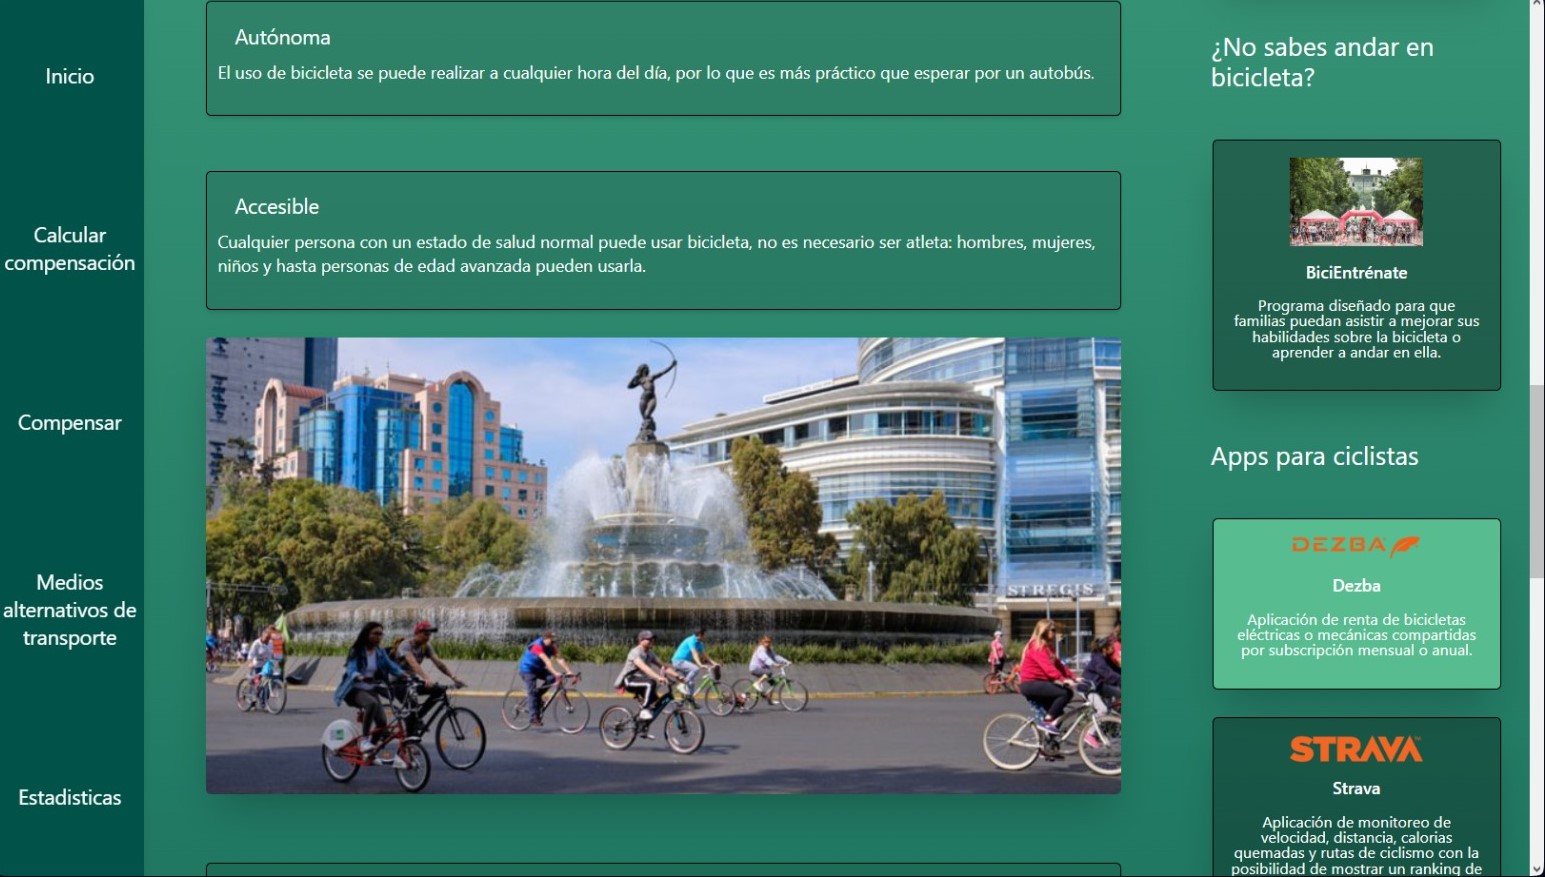 Inicio
Calcular
compensación
Compensar
Medios
alternativos de
transporte
Estadisticas
Autónoma
El uso de bicicleta se puede realizar a cualquier hora del día, por lo que es más práctico que esperar por un autobús.
Accesible
Cualquier persona con un estado de salud normal puede usar bicicleta, no es necesario ser atleta: hombres, mujeres,
niños y hasta personas de edad avanzada pueden usarla.
ST REGIS
¿No sabes andar en
bicicleta?
BiciEntrénate
Programa diseñado para que
familias puedan asistir a mejorar sus
habilidades sobre la bicicleta o
aprender a andar en ella.
Apps para ciclistas
DEZBA
Dezba
Aplicación de renta de bicicletas
eléctricas o mecánicas compartidas
por subscripción mensual o anual.
STRAVA
Strava
Aplicación de monitoreo de
velocidad, distancia, calorias
quemadas y rutas de ciclismo con la
posibilidad de mostrar un ranking de